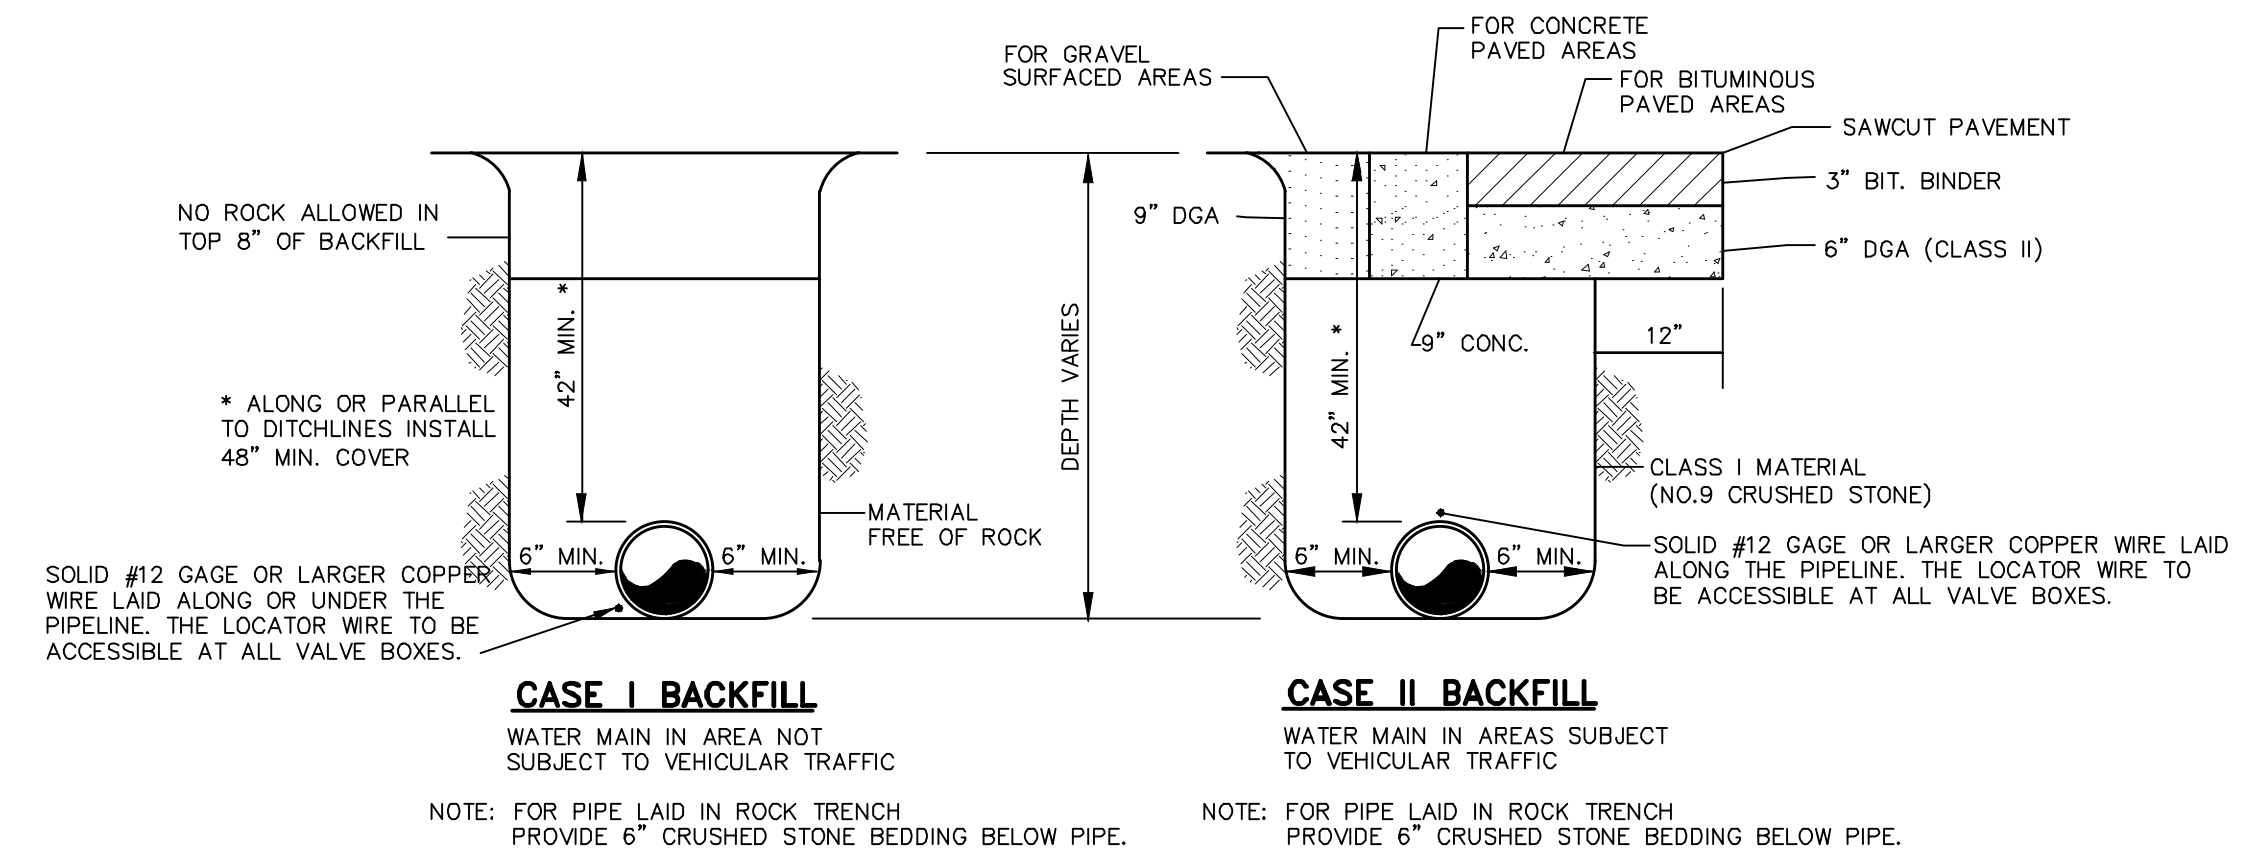 FOR CONCRETE
PAVED AREAS
FOR GRAVEL
SURFACED AREAS
FOR BITUMINOUS
PAVED AREAS
SAWCUT PAVEMENT
3" BIT. BINDER
NO ROCK ALLOWED IN
TOP 8" OF BACKFILL
9" DGA
6" DGA (CLASS II)
42" MIN. *
DEPTH VARIES
42" MIN. *
9" CONC.
12"
* ALONG OR PARALLEL
TO DITCHLINES INSTALL
48" MIN. COVER
CLASS I MATERIAL
(NO.9 CRUSHED STONE)
MATERIAL
FREE OF ROCK
6" MIN.
6" MIN.
6" MIN.
6" MIN.
SOLID #12 GAGE OR LARGER COPPER
WIRE LAID ALONG OR UNDER THE
PIPELINE. THE LOCATOR WIRE TO BE
ACCESSIBLE AT ALL VALVE BOXES.
SOLID #12 GAGE OR LARGER COPPER WIRE LAID
ALONG THE PIPELINE. THE LOCATOR WIRE TO
BE ACCESSIBLE AT ALL VALVE BOXES.
CASE I BACKFILL
WATER MAIN IN AREA NOT
SUBJECT TO VEHICULAR TRAFFIC
NOTE: FOR PIPE LAID IN ROCK TRENCH
PROVIDE 6" CRUSHED STONE BEDDING BELOW PIPE.
CASE II BACKFILL
WATER MAIN IN AREAS SUBJECT
TO VEHICULAR TRAFFIC
NOTE: FOR PIPE LAID IN ROCK TRENCH
PROVIDE 6" CRUSHED STONE BEDDING BELOW PIPE.